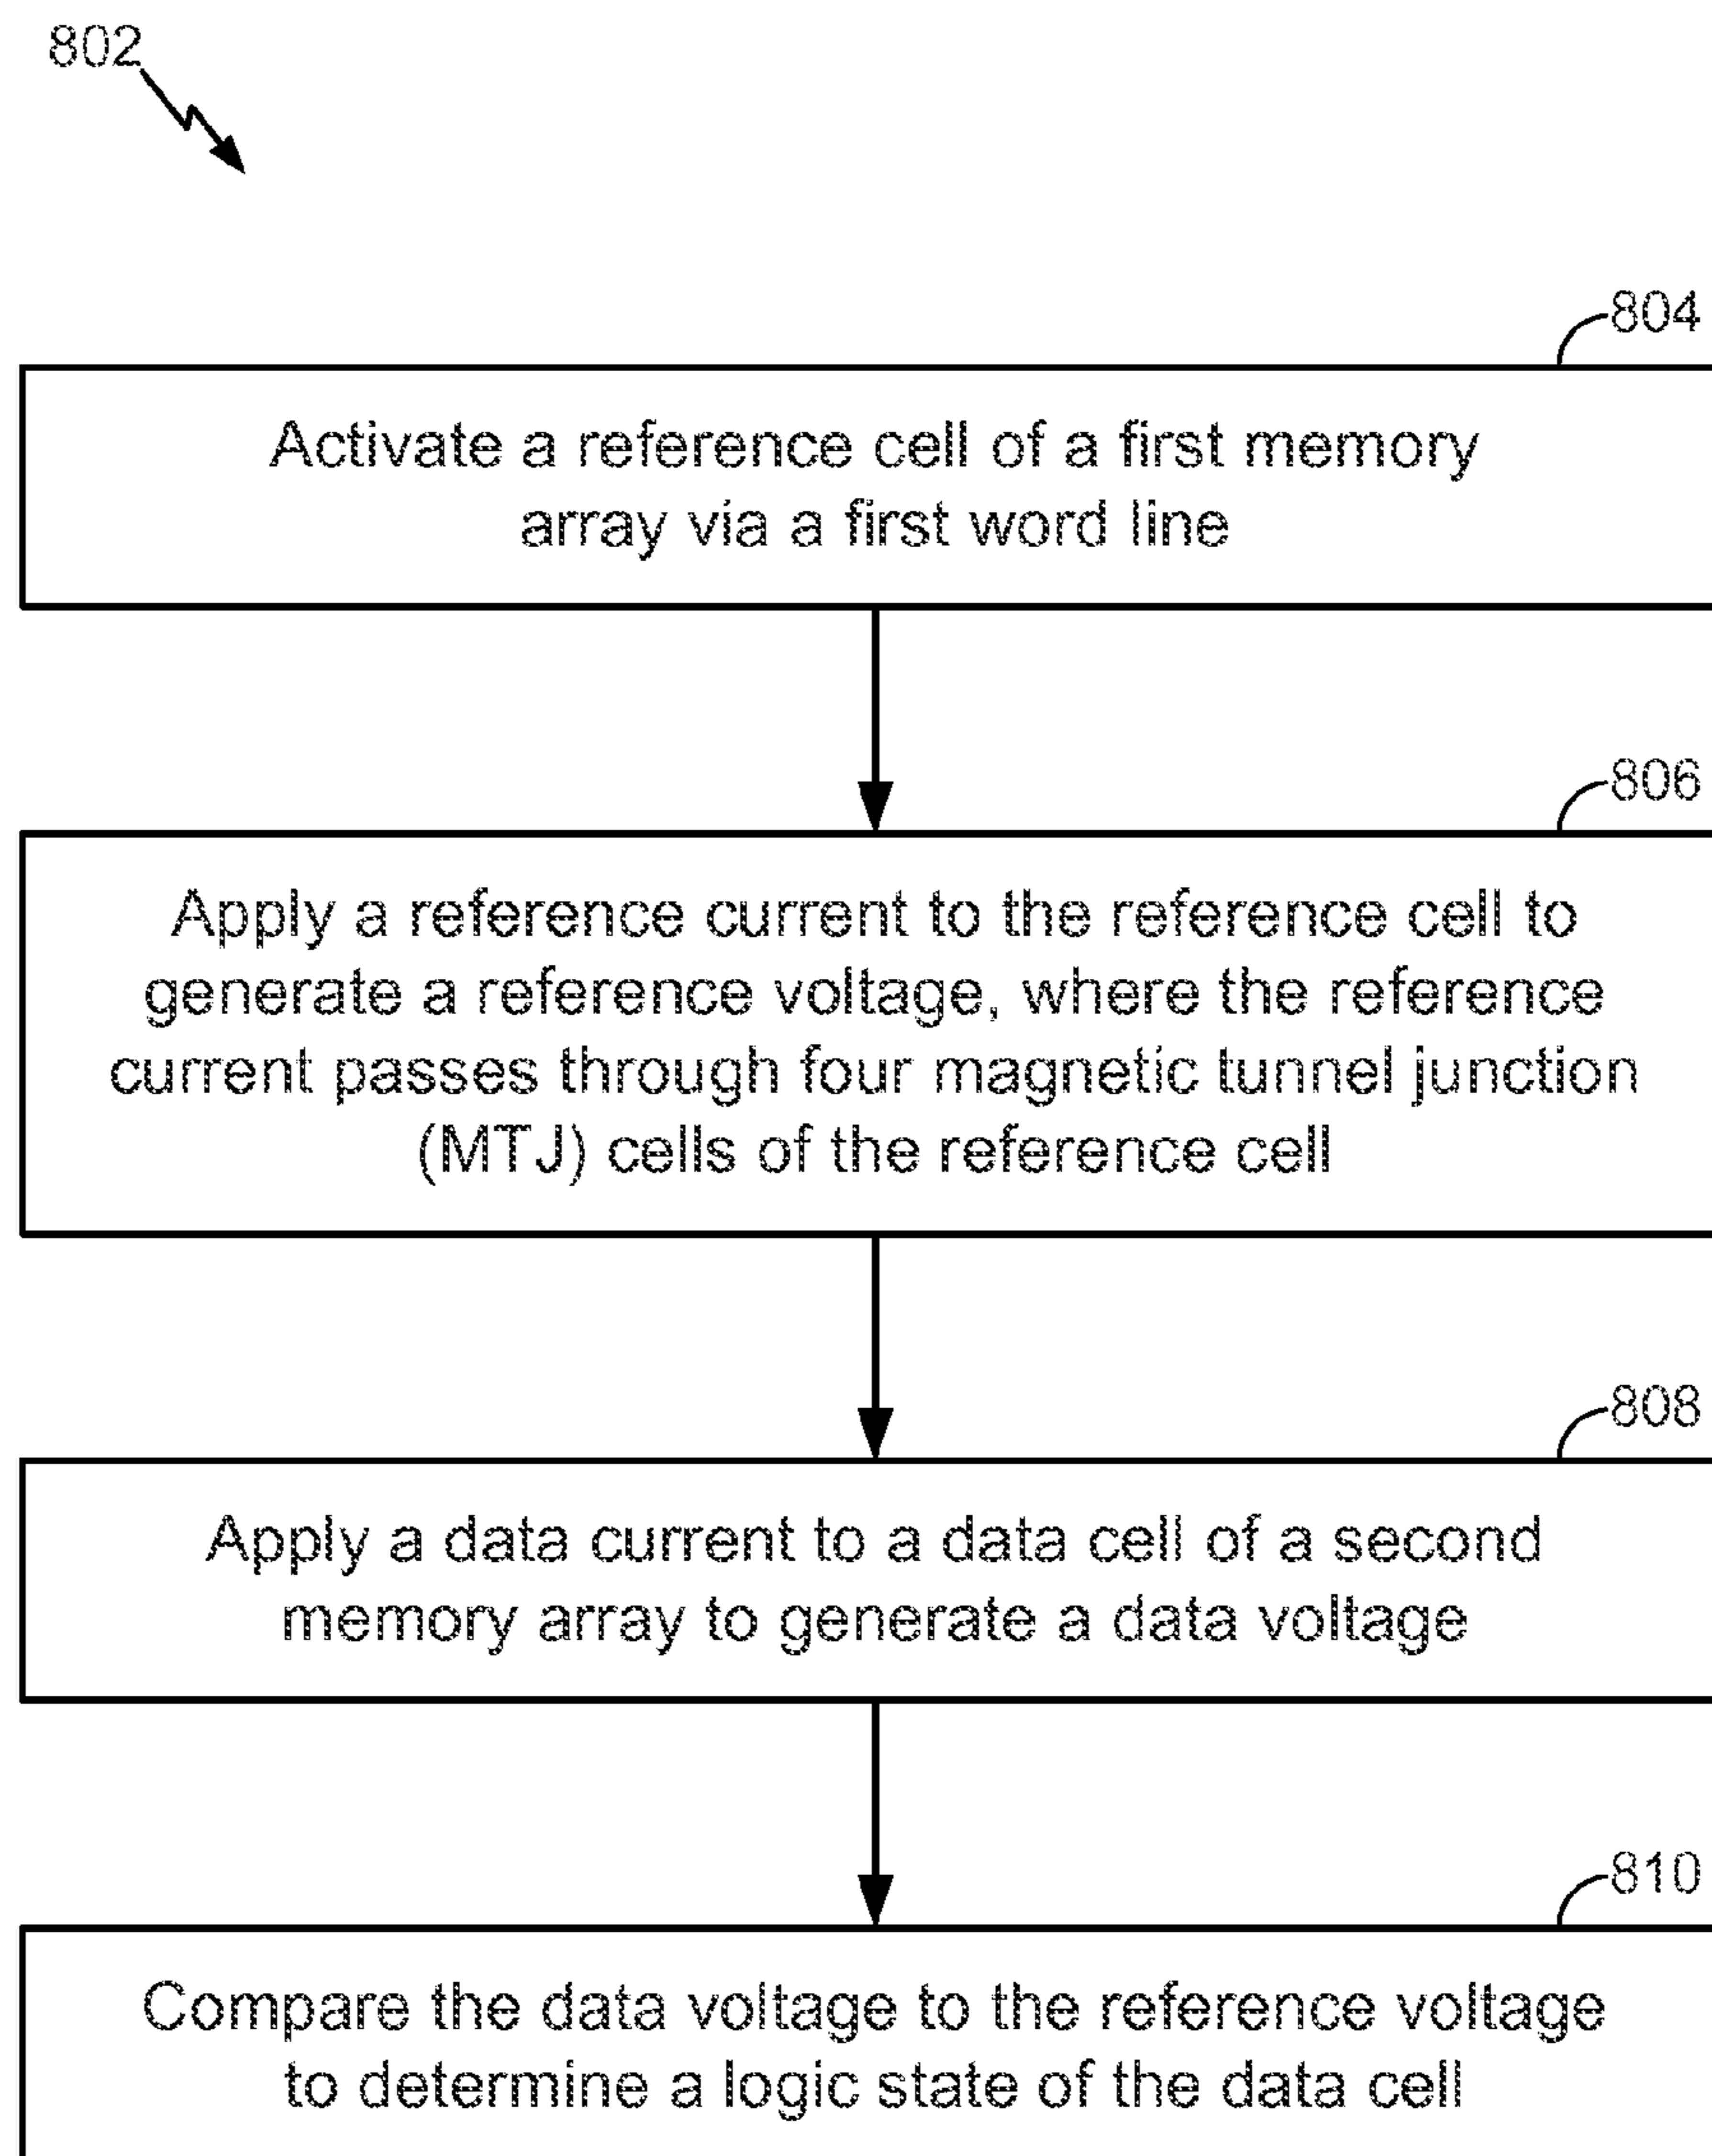 802
804
Activate a reference cell of a first memory
array via a first word line
806
Apply a reference current to the reference cell to
generate a reference voltage, where the reference
current passes through four magnetic tunnel junction
(MTJ) cells of the reference cell
808
Apply a data current to a data cell of a second
memory array to generate a data voltage
810
Compare the data voltage to the reference voltage
to determine a logic state of the data cell